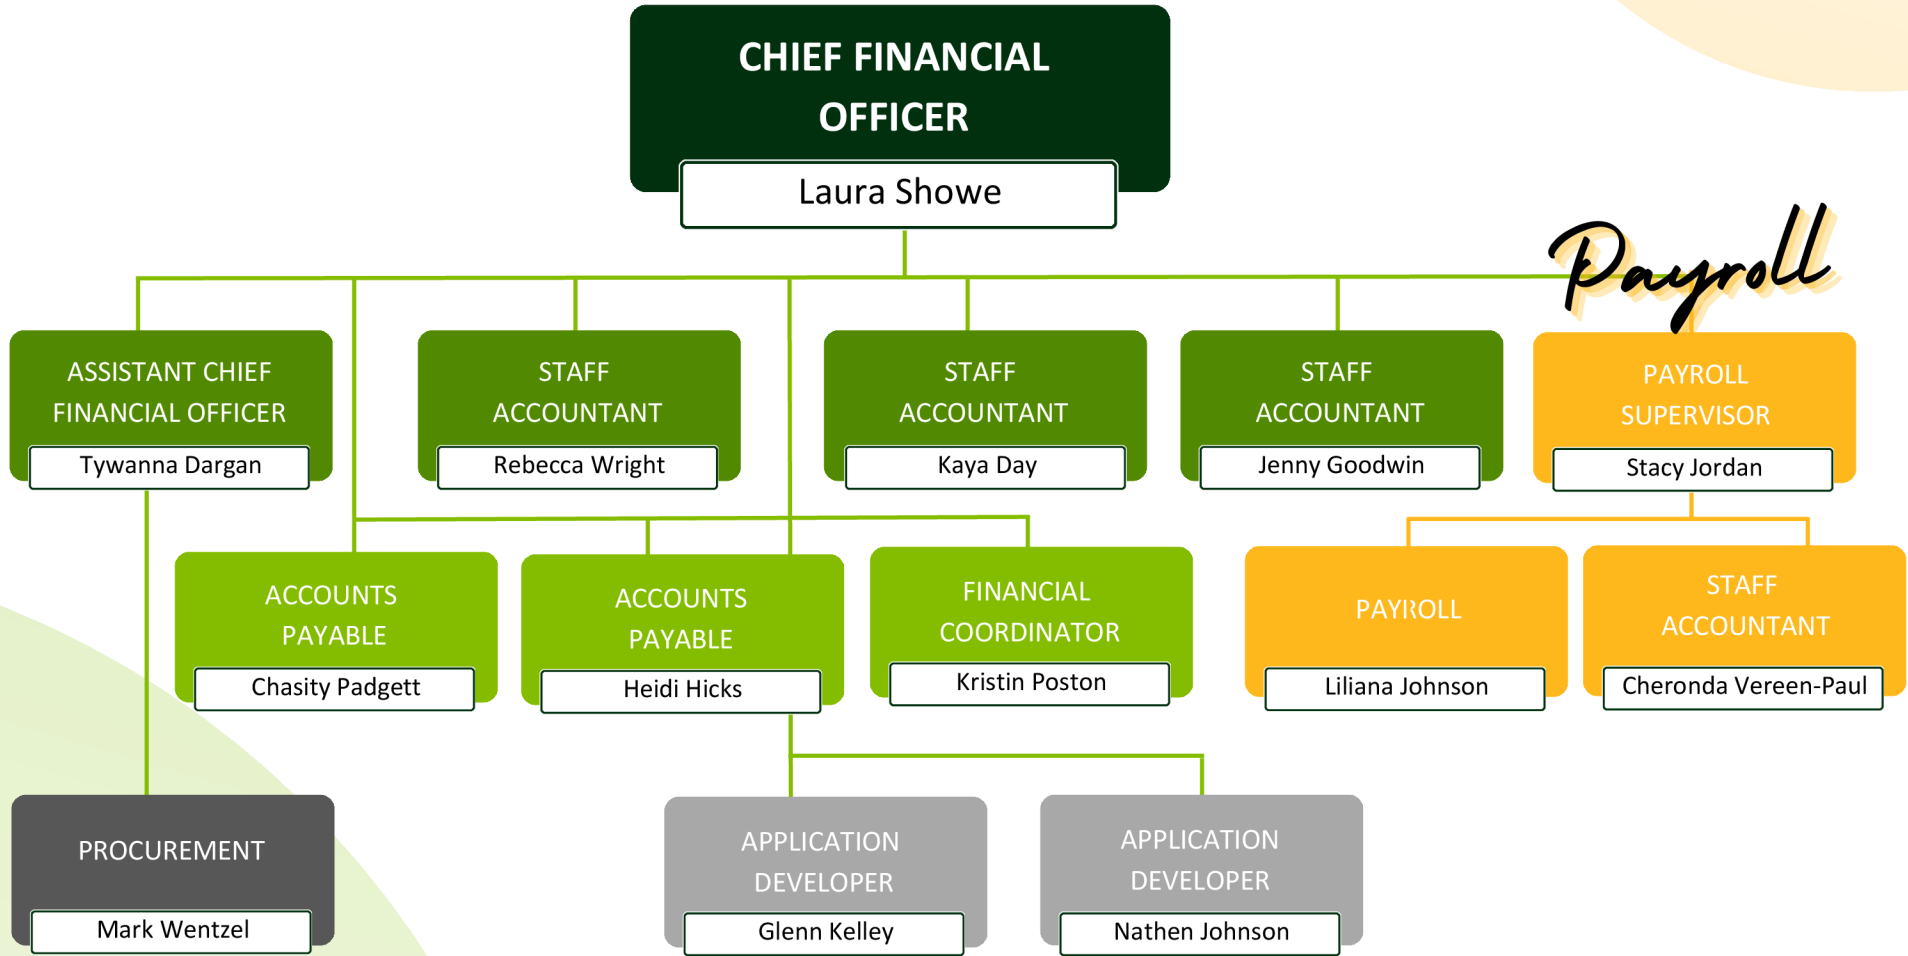 CHIEF FINANCIAL
OFFICER
Laura Showe
Payroll
ASSISTANT CHIEF
FINANCIAL OFFICER
Tywanna Dargan
STAFF
ACCOUNTANT
Rebecca Wright
STAFF
ACCOUNTANT
Kaya Day
STAFF
ACCOUNTANT
Jenny Goodwin
PAYROLL
SUPERVISOR
Stacy Jordan
ACCOUNTS
PAYABLE
Chasity Padgett
ACCOUNTS
PAYABLE
Heidi Hicks
FINANCIAL
COORDINATOR
Kristin Poston
PAYROLL
Liliana Johnson
STAFF
ACCOUNTANT
Cheronda Vereen-Paul
PROCUREMENT
Mark Wentzel
APPLICATION
DEVELOPER
Glenn Kelley
APPLICATION
DEVELOPER
Nathen Johnson